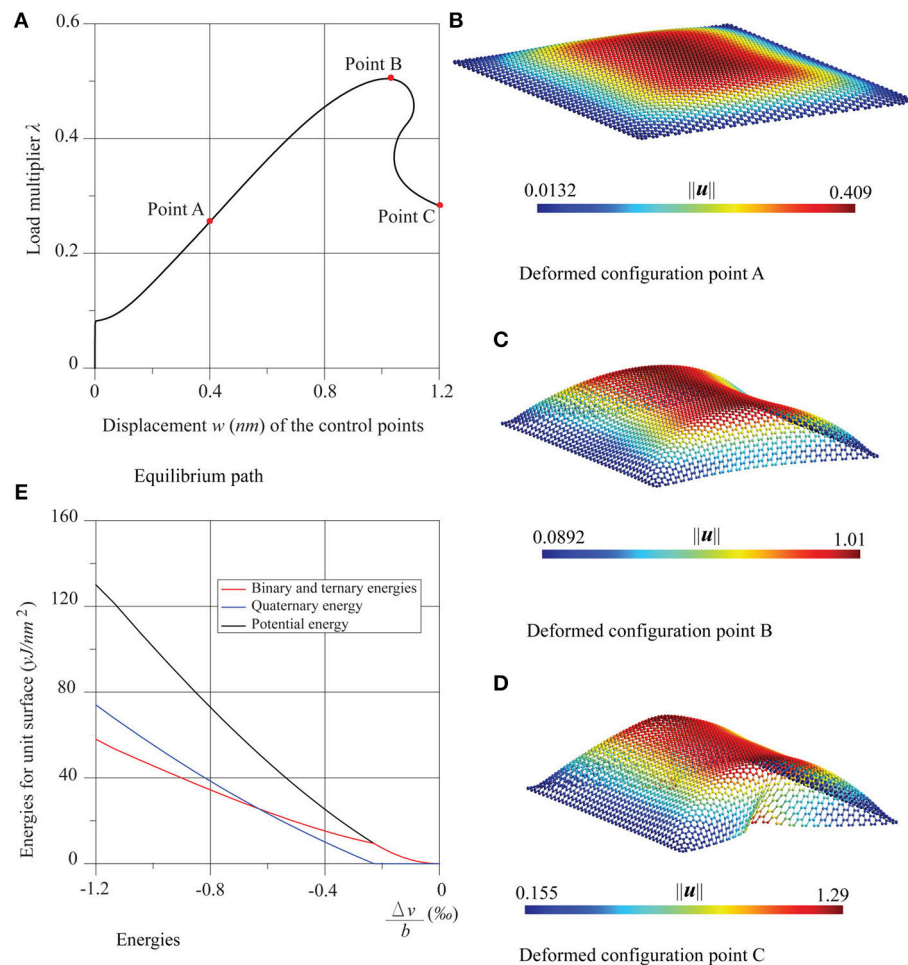 A
0.6
0.4
0.2
0
Load multiplier λ
Point A
Point B
Point C
0
0.4
0.8
1.2
Displacement w (nm) of the control points
Equilibrium path
B
0.0132
||u||
0.409
Deformed configuration point A
C
0.0892
||u||
1.01
Deformed configuration point B
D
0.155
||u||
1.29
Deformed configuration point C
E
160
120
80
40
0
Energies for unit surface (yJ/nm²)
Binary and ternary energies
Quaternary energy
Potential energy
-1.2
-0.8
-0.4
0
Δv
b
(‰)
Energies